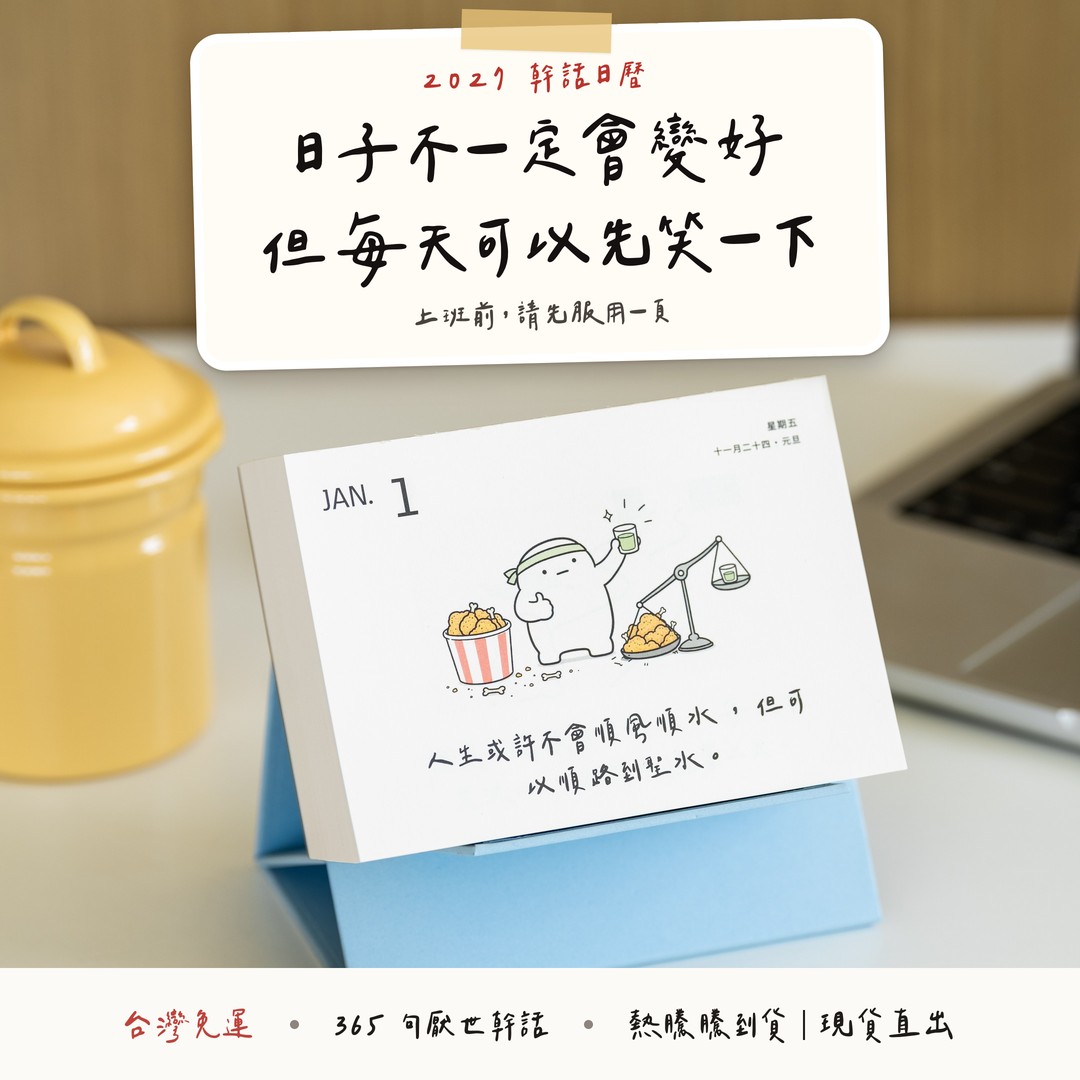 2027 幹話日曆
日子不一定會變好
但每天可以先笑一下
上班前,請先服用一頁
星期五
十一月二十四・元旦
JAN. 1
人生或許不會順風順水,但可
以順路到聖水。
台灣免運 • 365 句厭世幹話 • 熱騰騰到貨|現貨直出